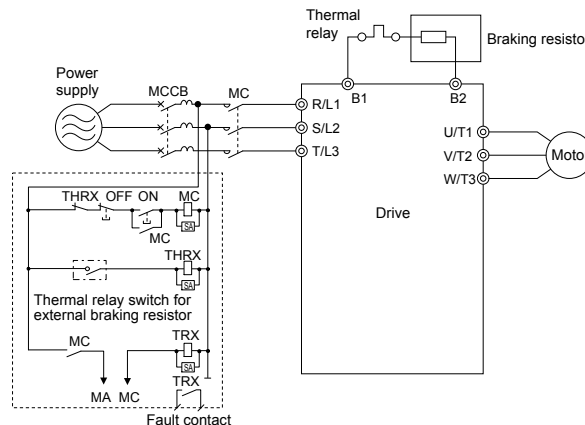 Thermal
relay
Braking resisto
Power
supply
MCCB
MC
B1
B2
R/L1
S/L2
T/L3
U/T1
V/T2
W/T3
Moto
Drive
THRX
OFF
ON
MC
SA
MC
THRX
SA
Thermal relay switch for
external braking resistor
MC
TRX
SA
MA
MC
TRX
Fault contact